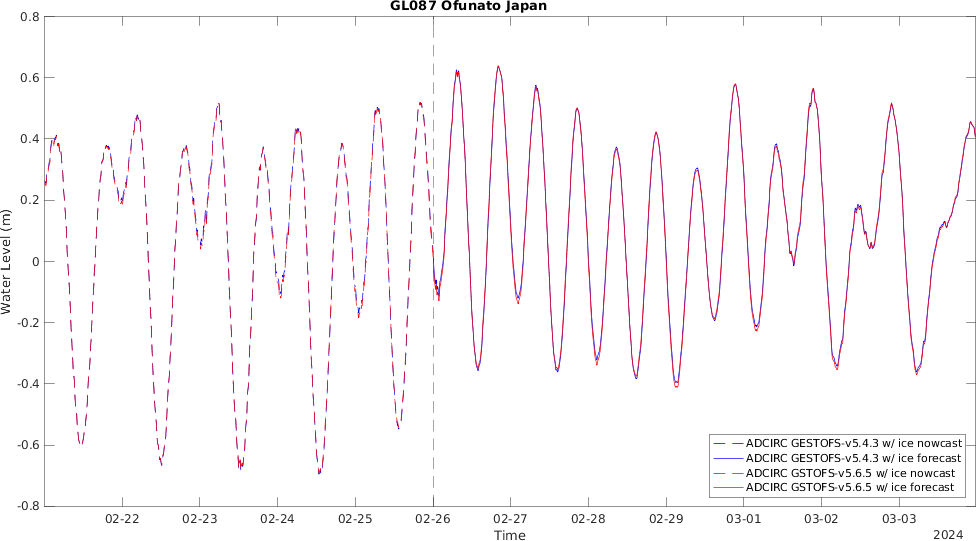 GL087 Ofunato Japan
0.8
0.6
0.4
0.2
0
-0.2
-0.4
-0.6
-0.8
Water Level (m)
02-22 02-23 02-24 02-25 02-26 02-27 02-28 02-29 03-01 03-02 03-03
Time
2024
ADCIRC GESTOFS-v5.4.3 w/ ice nowcast
ADCIRC GESTOFS-v5.4.3 w/ ice forecast
ADCIRC GSTOFS-v5.6.5 w/ ice nowcast
ADCIRC GSTOFS-v5.6.5 w/ ice forecast